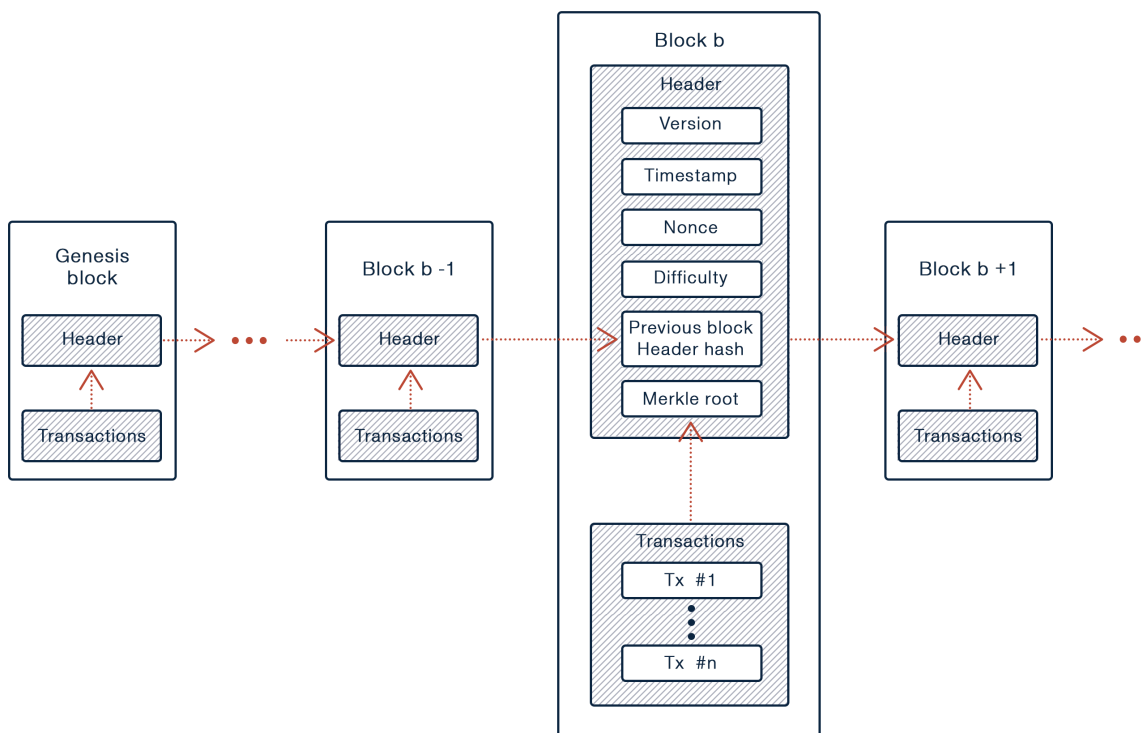 Genesis
block
Header
Transactions
Block b -1
Header
Transactions
Block b
Header
Version
Timestamp
Nonce
Difficulty
Previous block
Header hash
Merkle root
Transactions
Tx #1
Tx #n
Block b +1
Header
Transactions